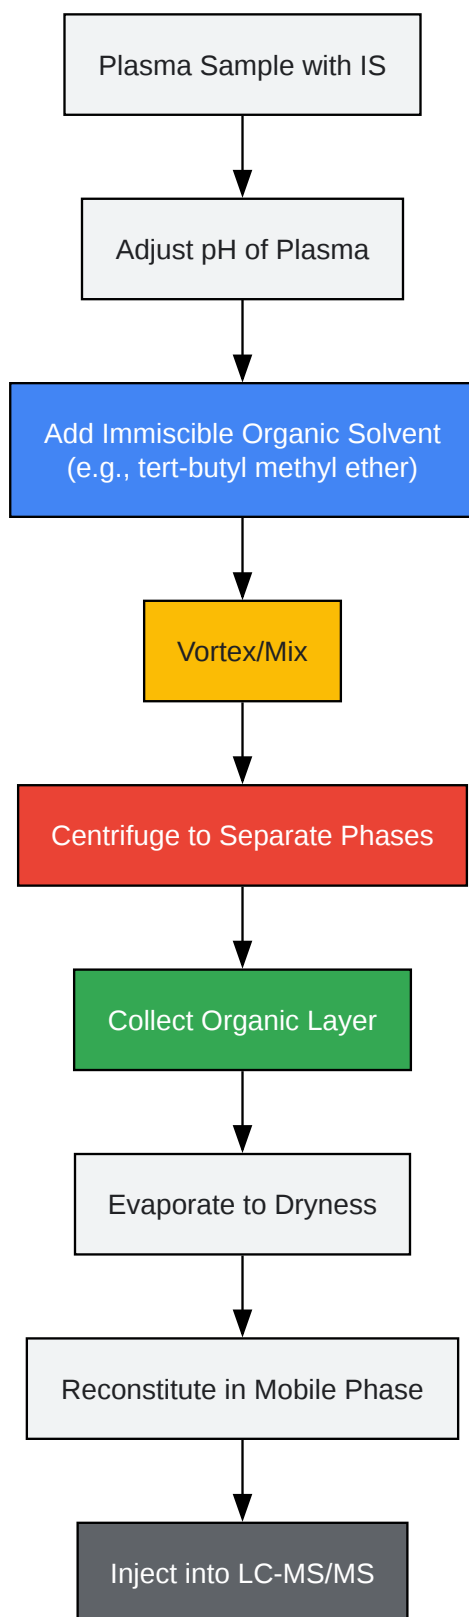 Plasma Sample with IS
Adjust pH of Plasma
Add Immiscible Organic Solvent
(e.g., tert-butyl methyl ether)
Vortex/Mix
Centrifuge to Separate Phases
Collect Organic Layer
Evaporate to Dryness
Reconstitute in Mobile Phase
Inject into LC-MS/MS